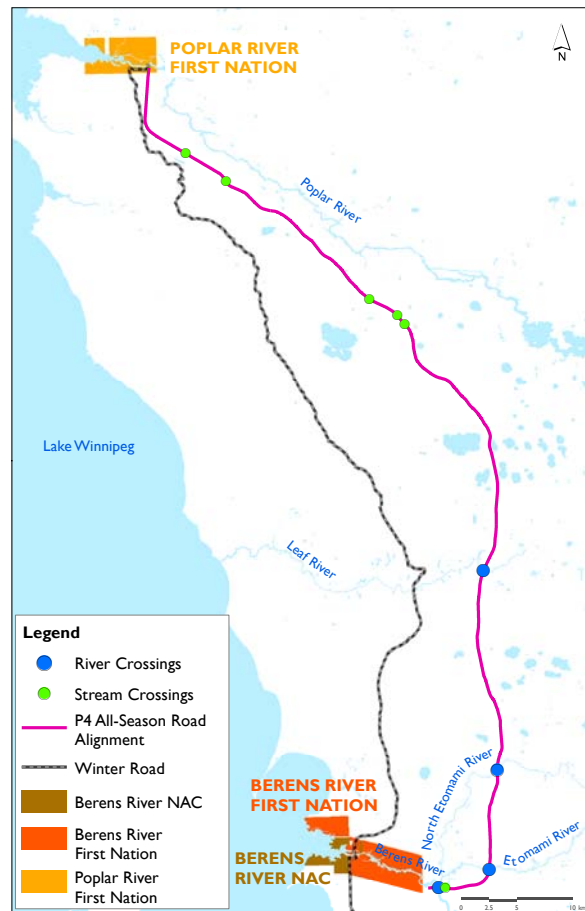 POPLAR RIVER
FIRST NATION
N
Poplar River
Lake Winnipeg
Leaf River
North Etomami River
Etomami River
BERENS RIVER
FIRST NATION
Berens River
BERENS
RIVER NAC
Legend
River Crossings
Stream Crossings
P4 All-Season Road
Alignment
Winter Road
Berens River NAC
Berens River
First Nation
Poplar River
First Nation
0 2.5 5 10 km